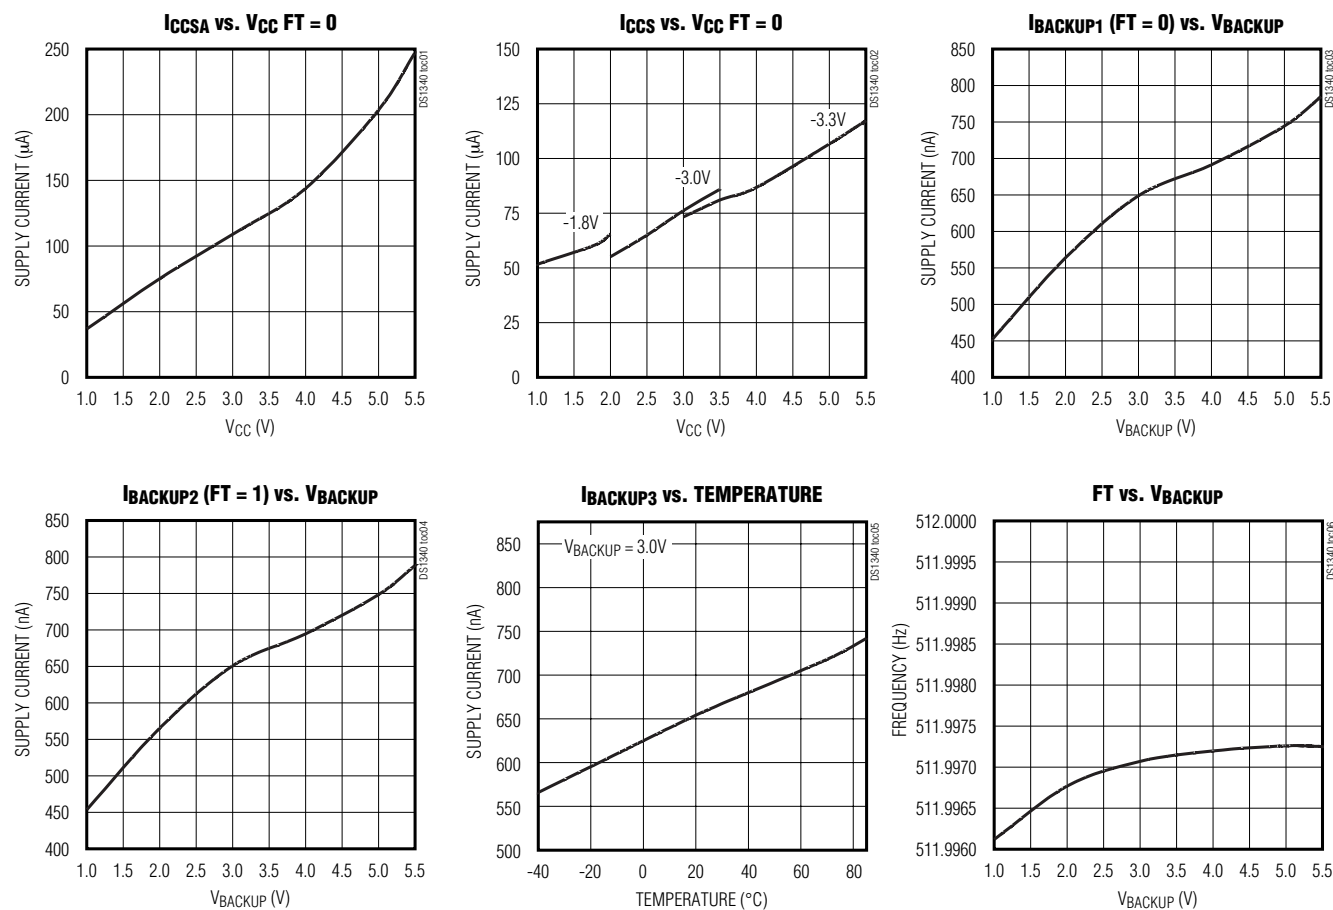 ICCSA vs. VCC FT = 0
250
200
150
100
50
0
SUPPLY CURRENT (μA)
1.0 1.5 2.0 2.5 3.0 3.5 4.0 4.5 5.0 5.5
VCC (V)
DS1340 toc01
ICCS vs. VCC FT = 0
150
125
100
75
50
25
0
SUPPLY CURRENT (μA)
-1.8V
-3.0V
-3.3V
1.0 1.5 2.0 2.5 3.0 3.5 4.0 4.5 5.0 5.5
VCC (V)
DS1340 toc02
IBACKUP1 (FT = 0) vs. VBACKUP
850
800
750
700
650
600
550
500
450
400
SUPPLY CURRENT (nA)
1.0 1.5 2.0 2.5 3.0 3.5 4.0 4.5 5.0 5.5
VBACKUP (V)
DS1340 toc03
IBACKUP2 (FT = 1) vs. VBACKUP
850
800
750
700
650
600
550
500
450
400
SUPPLY CURRENT (nA)
1.0 1.5 2.0 2.5 3.0 3.5 4.0 4.5 5.0 5.5
VBACKUP (V)
DS1340 toc04
IBACKUP3 vs. TEMPERATURE
850
800
750
700
650
600
550
500
SUPPLY CURRENT (nA)
VBACKUP = 3.0V
-40 -20 0 20 40 60 80
TEMPERATURE (°C)
DS1340 toc05
FT vs. VBACKUP
512.0000
511.9995
511.9990
511.9985
511.9980
511.9975
511.9970
511.9965
511.9960
FREQUENCY (Hz)
1.0 1.5 2.0 2.5 3.0 3.5 4.0 4.5 5.0 5.5
VBACKUP (V)
DS1340 toc06